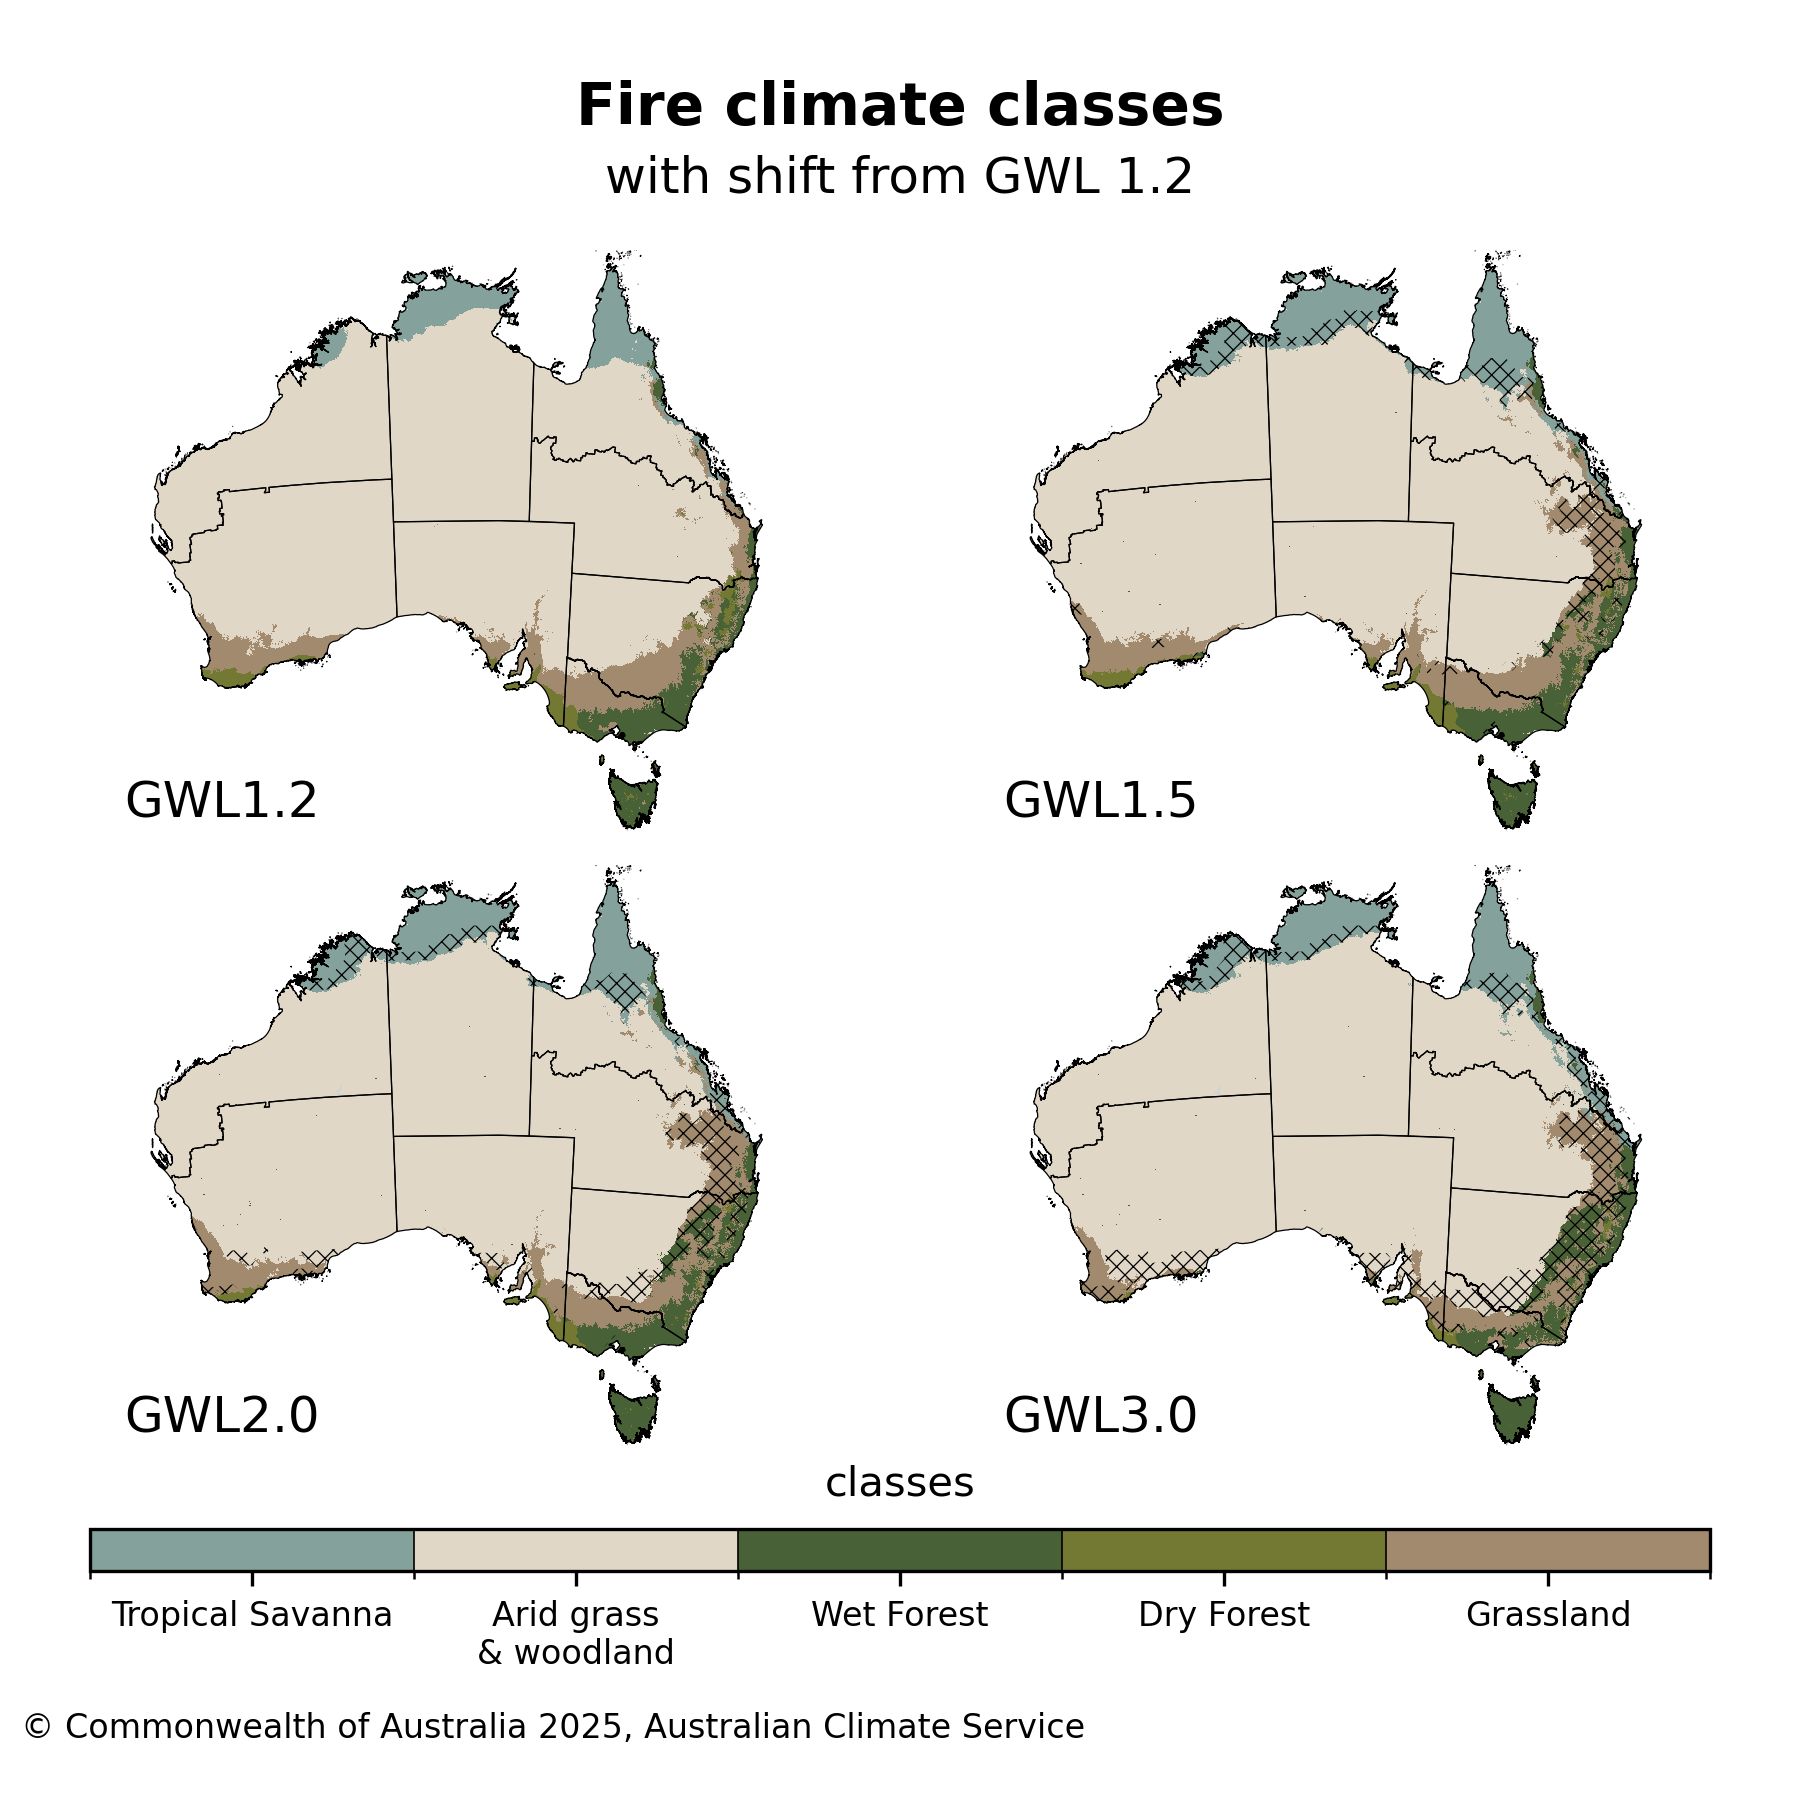 Fire climate classes
with shift from GWL 1.2
GWL1.2
GWL1.5
GWL2.0
GWL3.0
classes
Tropical Savanna
Arid grass
& woodland
Wet Forest
Dry Forest
Grassland
© Commonwealth of Australia 2025, Australian Climate Service